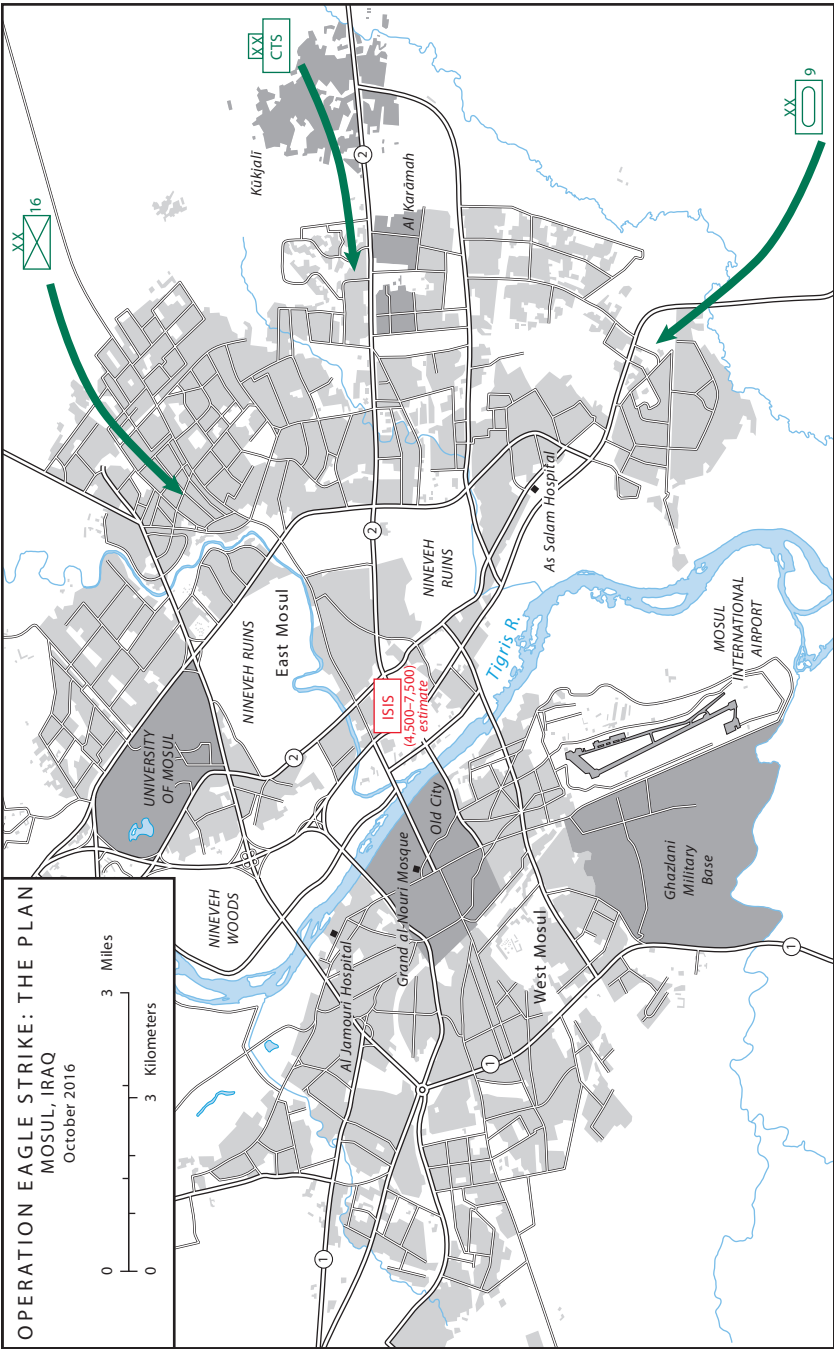 OPERATION EAGLE STRIKE: THE PLAN
MOSUL, IRAQ
October 2016
0
3
Miles
0
3
Kilometers
XX
16
XX
CTS
XX
9
Kūkjalī
2
Al Karāmah
UNIVERSITY
OF MOSUL
NINEVEH RUINS
East Mosul
2
NINEVEH
RUINS
2
NINEVEH
WOODS
ISIS
(4,500–7,500)
estimate
As Salam Hospital
Tigris R.
Al Jamouri Hospital
Grand al-Nouri Mosque
Old City
MOSUL
INTERNATIONAL
AIRPORT
West Mosul
Ghazlani
Military
Base
1
1
1